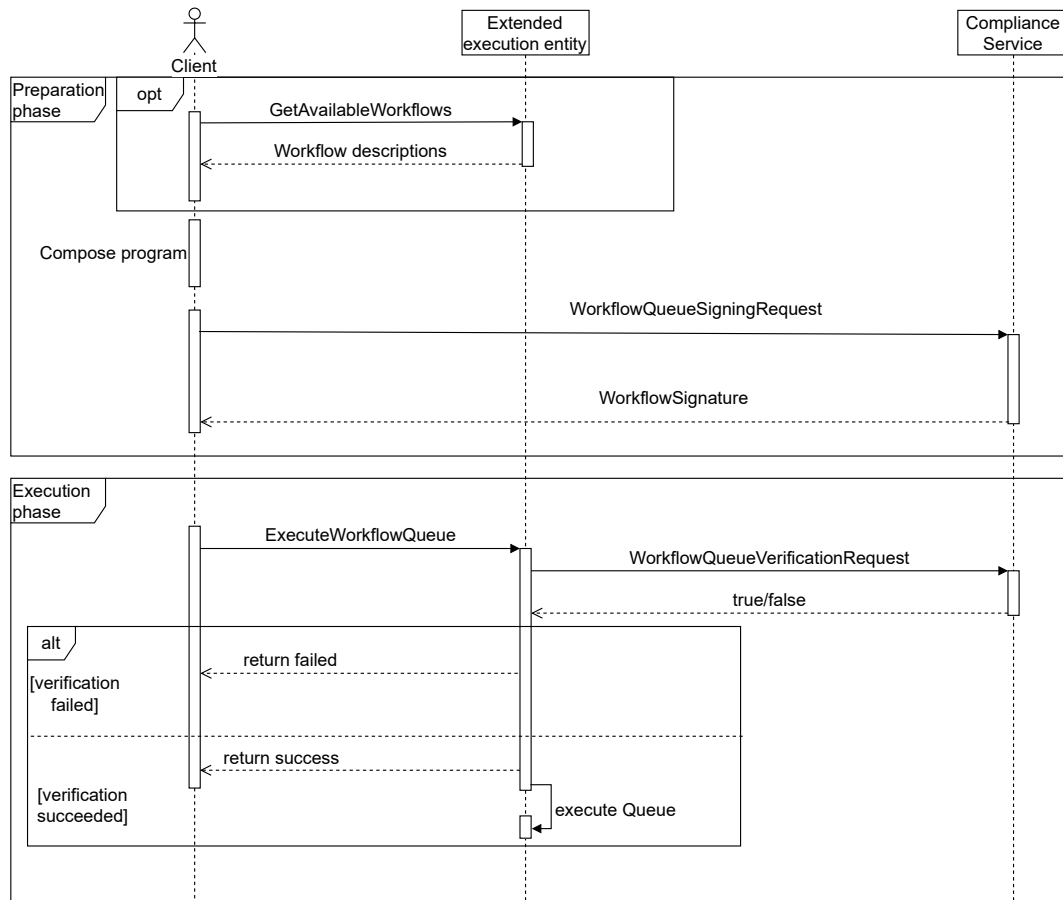 Client
Extended
execution entity
Compliance
Service
Preparation
phase
opt
GetAvailableWorkflows
Workflow descriptions
Compose program
WorkflowQueueSigningRequest
WorkflowSignature
Execution
phase
ExecuteWorkflowQueue
WorkflowQueueVerificationRequest
true/false
alt
return failed
[verification
failed]
return success
[verification
succeeded]
execute Queue